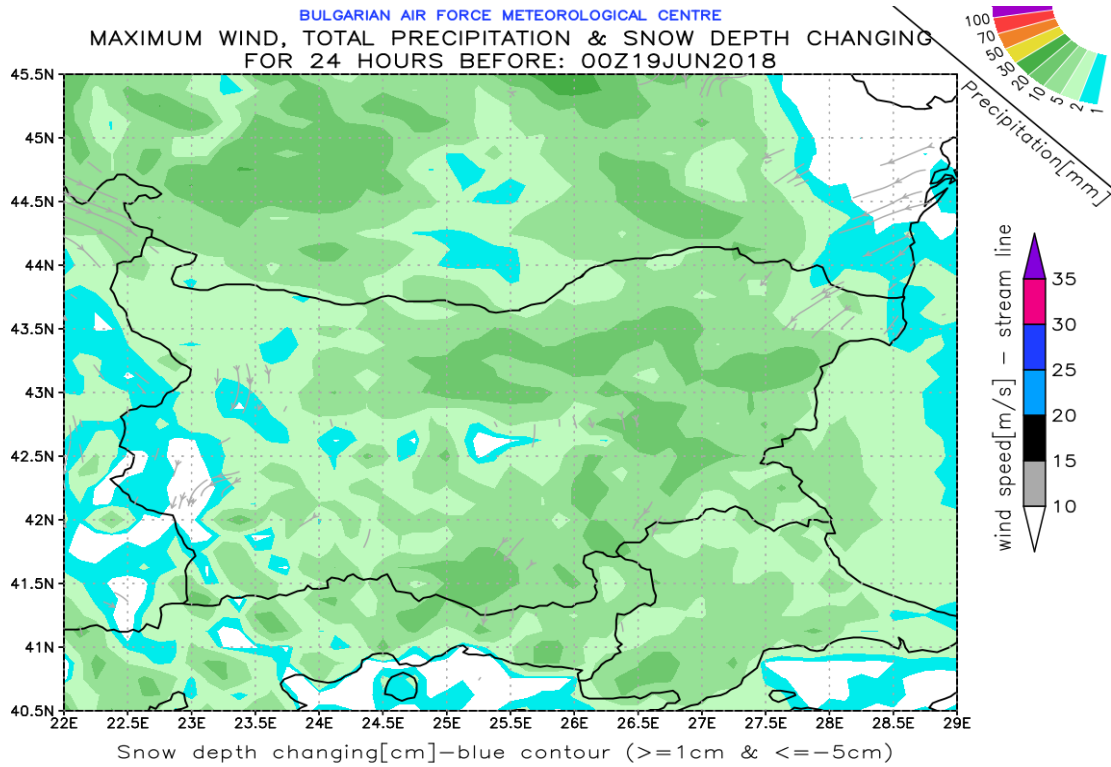 BULGARIAN AIR FORCE METEOROLOGICAL CENTRE
MAXIMUM WIND, TOTAL PRECIPITATION & SNOW DEPTH CHANGING
FOR 24 HOURS BEFORE: 00Z19JUN2018
100
70
50
30
20
10
5
2
1
Precipitation[mm]
45.5N
45N
44.5N
44N
43.5N
43N
42.5N
42N
41.5N
41N
40.5N
22E 22.5E 23E 23.5E 24E 24.5E 25E 25.5E 26E 26.5E 27E 27.5E 28E 28.5E 29E
wind speed[m/s] – stream line
35
30
25
20
15
10
Snow depth changing[cm]–blue contour (>=1cm & <=–5cm)